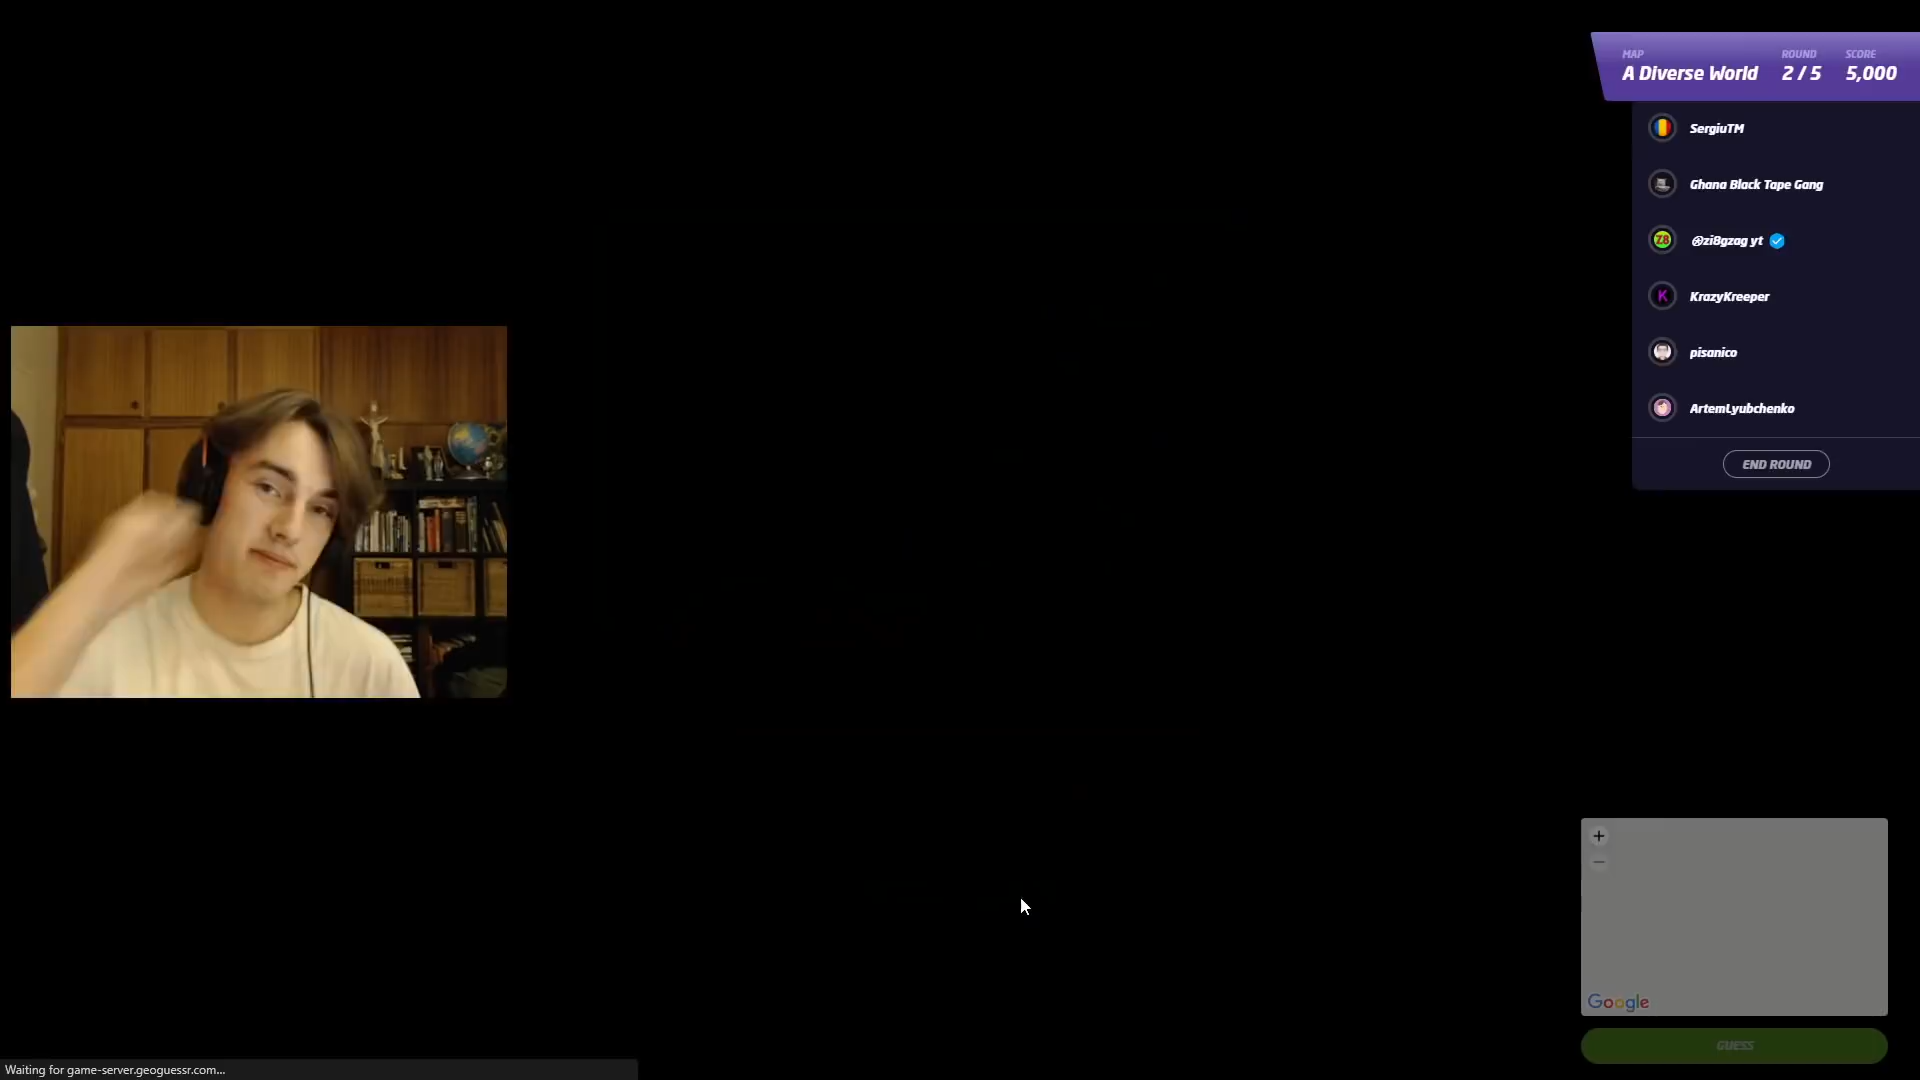 MAP
A Diverse World
ROUND
2 / 5
SCORE
5,000
SergiuTM
Ghana Black Tape Gang
@zi8gzag yt
KrazyKreeper
pisanico
ArtemLyubchenko
END ROUND
Google
GUESS
Waiting for game-server.geoguessr.com...